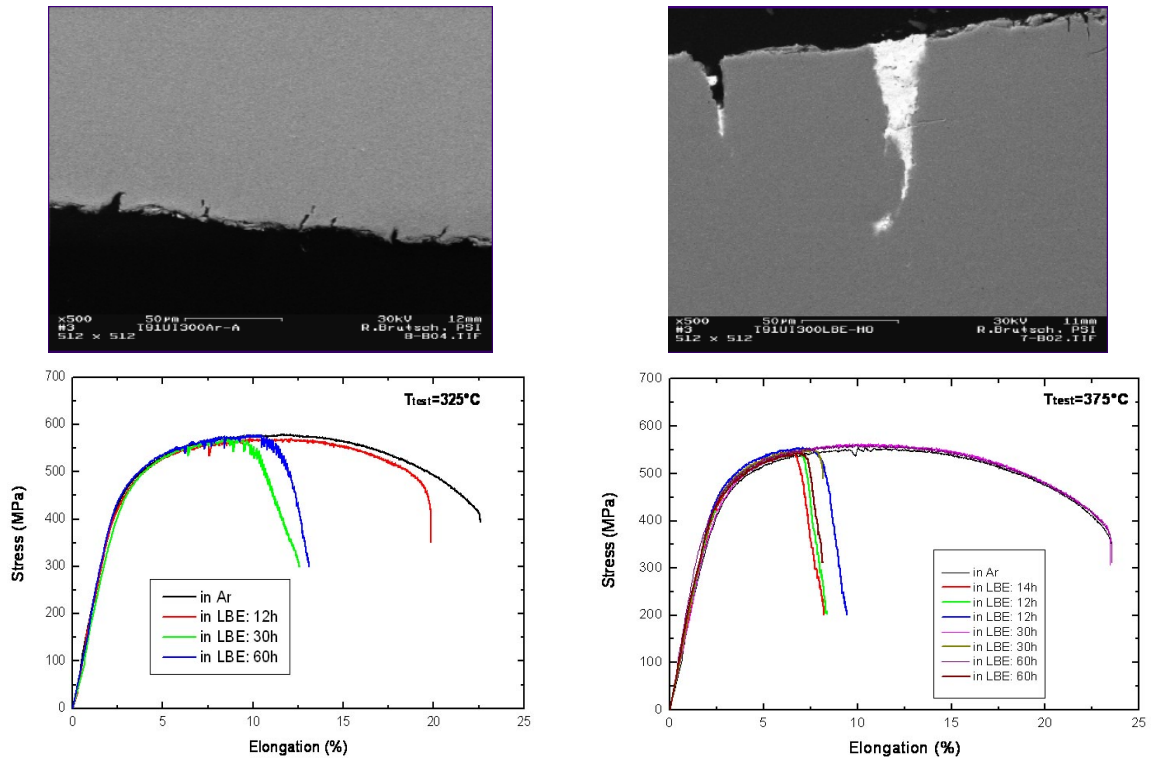 x500 50µm 30kV 12mm
#3 T91UI300Ar-A R.Brutsch, PSI
512 x 512 8-B04.TIF
x500 50µm 30kV 11mm
#3 T91UI300LBE-MO R.Brutsch, PSI
512 x 512 7-B02.TIF
Ttest=325°C
Stress (MPa)
700
600
500
400
300
200
100
0
in Ar
in LBE: 12h
in LBE: 30h
in LBE: 60h
0 5 10 15 20 25
Elongation (%)
Ttest=375°C
Stress (MPa)
700
600
500
400
300
200
100
0
in Ar
in LBE: 14h
in LBE: 12h
in LBE: 12h
in LBE: 30h
in LBE: 30h
in LBE: 60h
in LBE: 60h
0 5 10 15 20 25
Elongation (%)